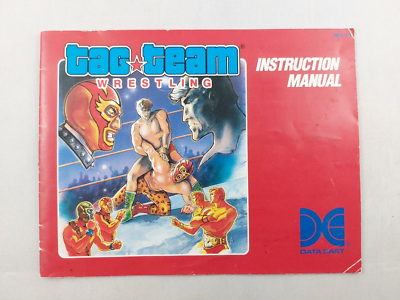 tag★team
WRESTLING
INSTRUCTION
MANUAL
DATA EAST